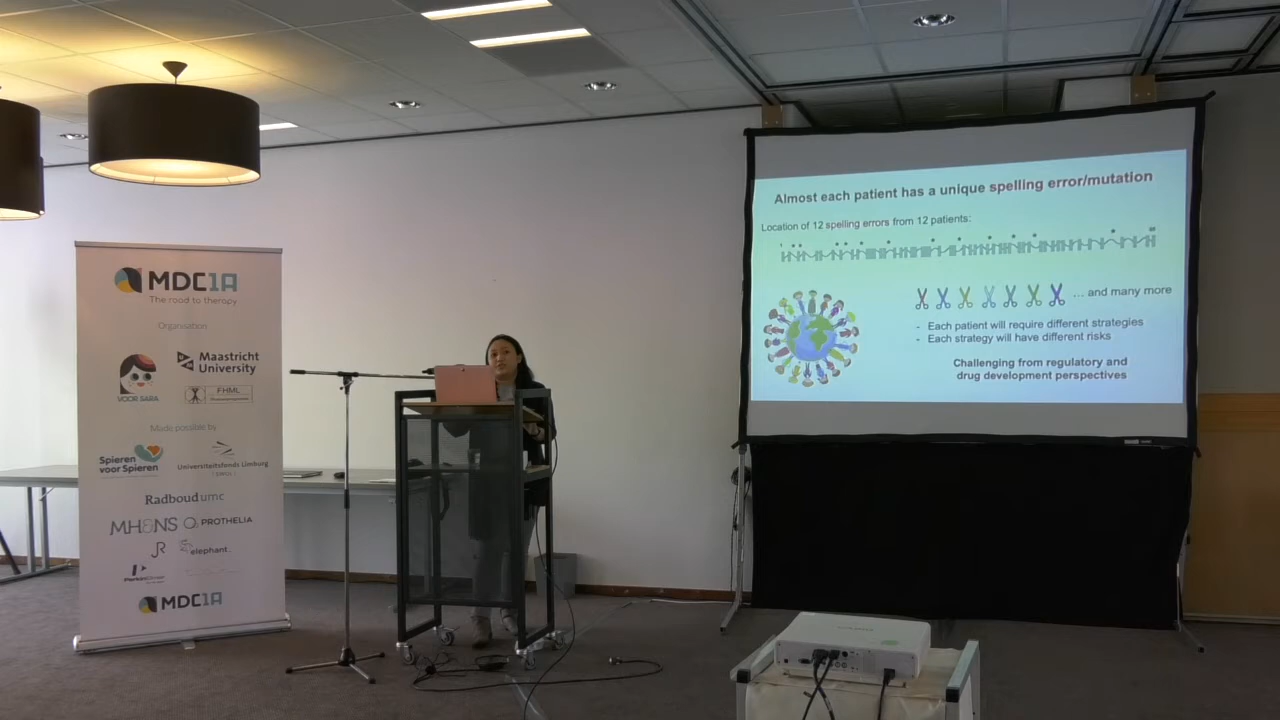 MDC1A
The road to therapy
Organisation
VOOR SARA
Maastricht
University
FHML
Made possible by
Spieren
voor Spieren
Universiteitsfonds Limburg
Radboudumc
MH&NS
PROTHELIA
elephant
PerkinElmer
MDC1A
Almost each patient has a unique spelling error/mutation
Location of 12 spelling errors from 12 patients:
... and many more
- Each patient will require different strategies
- Each strategy will have different risks
Challenging from regulatory and
drug development perspectives